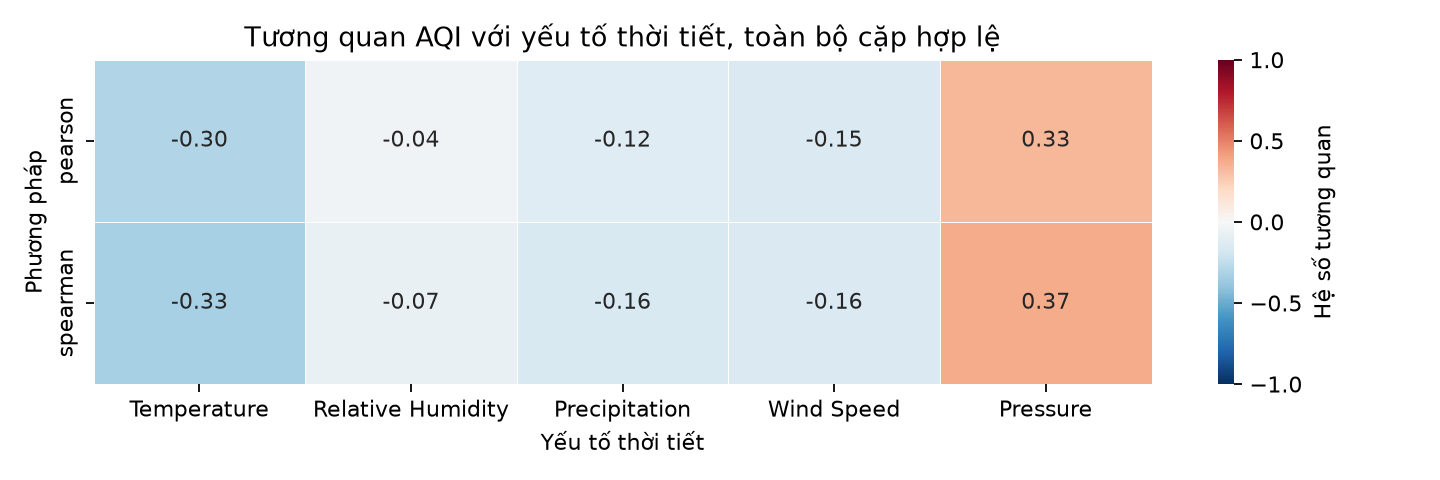 Tương quan AQI với yếu tố thời tiết, toàn bộ cặp hợp lệ
Phương pháp
pearson
-0.30 -0.04 -0.12 -0.15 0.33
spearman
-0.33 -0.07 -0.16 -0.16 0.37
Temperature Relative Humidity Precipitation Wind Speed Pressure
Yếu tố thời tiết
1.0
0.5
0.0
−0.5
−1.0
Hệ số tương quan